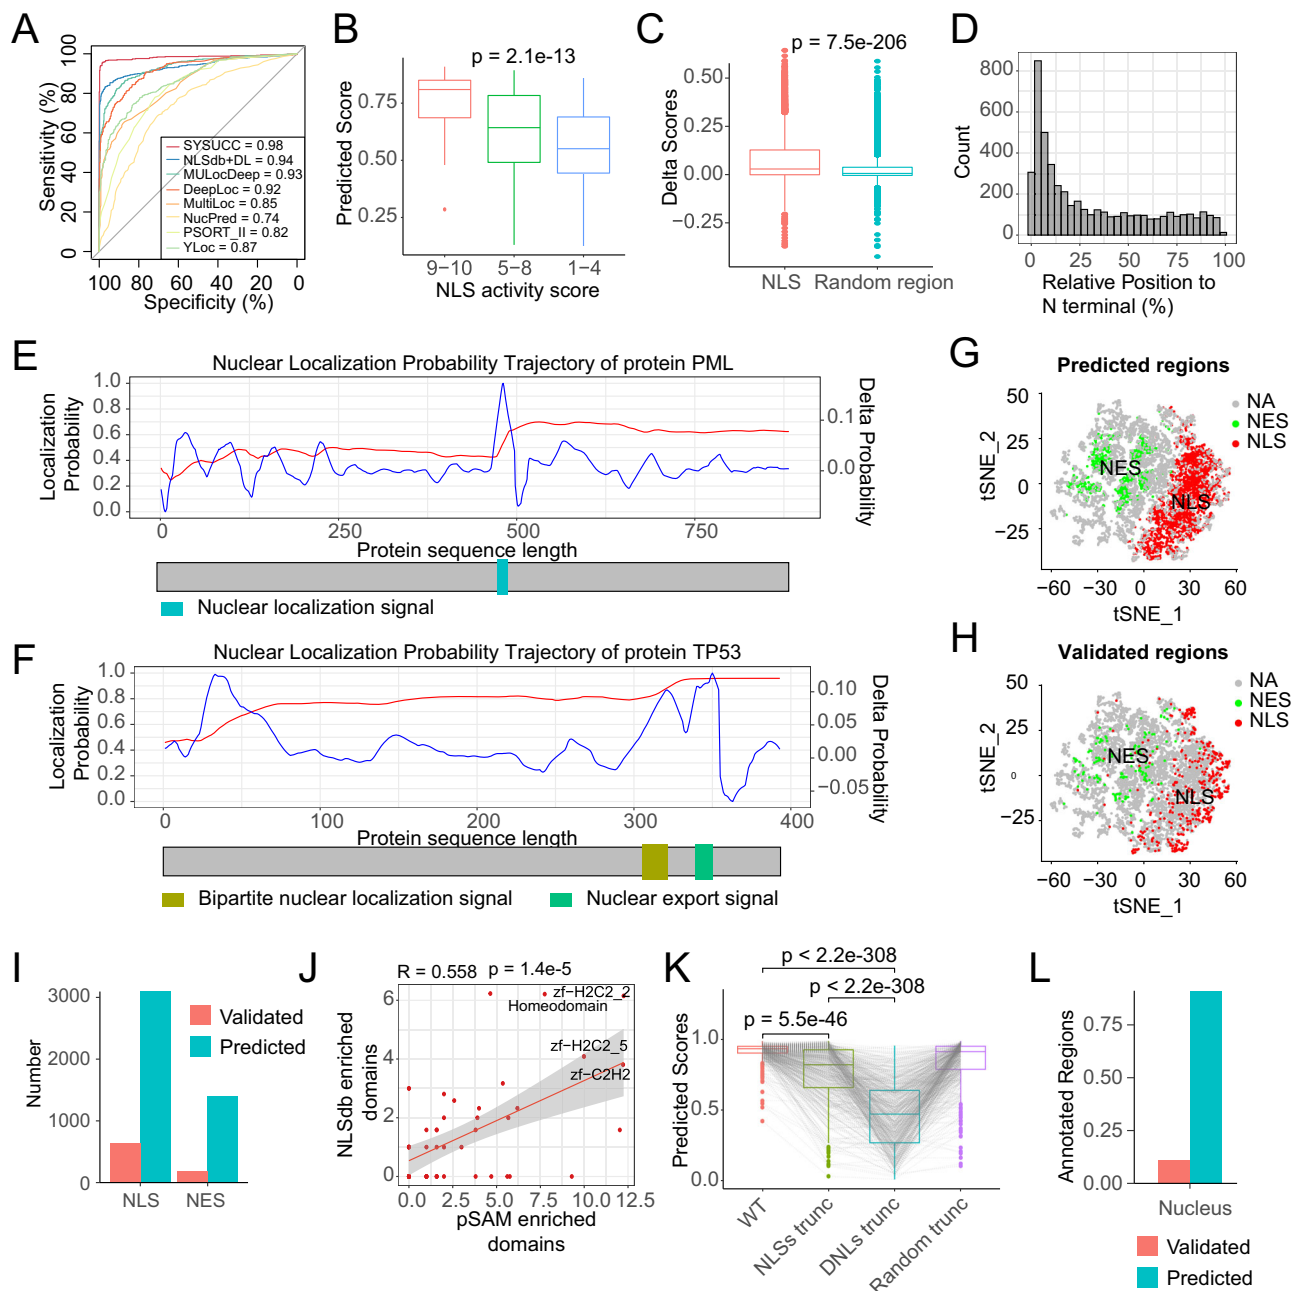 A
Sensitivity (%)
100
80
60
40
20
0
SYSUCC = 0.98
NLSdb+DL = 0.94
MULocDeep = 0.93
DeepLoc = 0.92
MultiLoc = 0.85
NucPred = 0.74
PSORT_II = 0.82
YLoc = 0.87
100 80 60 40 20 0
Specificity (%)
B
p = 2.1e-13
Predicted Score
0.75
0.50
0.25
9−10 5−8 1−4
NLS activity score
C
p = 7.5e-206
Delta Scores
0.50
0.25
0.00
−0.25
NLS Random region
D
Count
800
600
400
200
0
0 25 50 75 100
Relative Position to
N terminal (%)
E
Nuclear Localization Probability Trajectory of protein PML
Localization
Probability
1.0
0.8
0.6
0.4
0.2
0.0
Delta Probability
0.1
0.0
0 250 500 750
Protein sequence length
Nuclear localization signal
F
Nuclear Localization Probability Trajectory of protein TP53
Localization
Probability
1.0
0.8
0.6
0.4
0.2
0.0
Delta Probability
0.10
0.05
0.00
−0.05
0 100 200 300 400
Protein sequence length
Bipartite nuclear localization signal
Nuclear export signal
G
Predicted regions
tSNE_2
50
25
0
−25
NES
NLS
NA
NES
NLS
−60 −30 0 30 60
tSNE_1
H
Validated regions
tSNE_2
50
25
0
−25
NES
NLS
NA
NES
NLS
−60 −30 0 30 60
tSNE_1
I
Number
3000
2000
1000
0
Validated
Predicted
NLS NES
J
R = 0.558 p = 1.4e-5
NLSdb enriched
domains
6
4
2
0
zf−H2C2_2
Homeodomain
zf−H2C2_5
zf−C2H2
0.0 2.5 5.0 7.5 10.0 12.5
pSAM enriched
domains
K
p < 2.2e-308
p < 2.2e-308
p = 5.5e-46
Predicted Scores
1.0
0.5
0.0
WT
NLSs trunc
DNLs trunc
Random trunc
L
Annotated Regions
0.75
0.50
0.25
0.00
Nucleus
Validated
Predicted